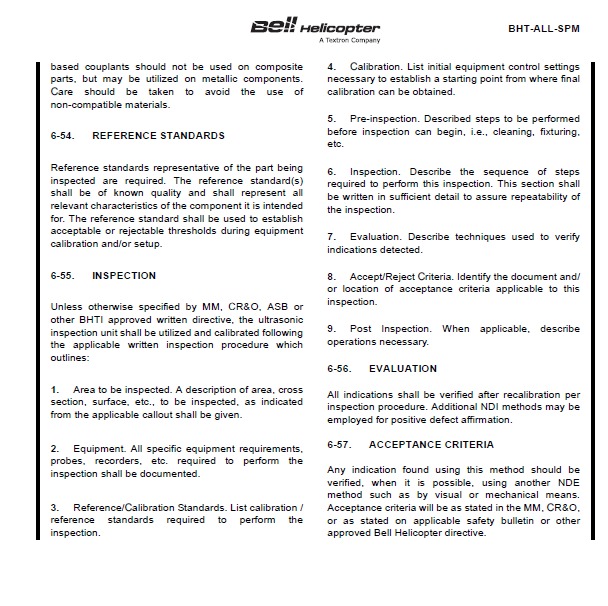 Bell Helicopter
A Textron Company
BHT-ALL-SPM
based couplants should not be used on composite
parts, but may be utilized on metallic components.
Care should be taken to avoid the use of
non-compatible materials.
6-54. REFERENCE STANDARDS
Reference standards representative of the part being
inspected are required. The reference standard(s)
shall be of known quality and shall represent all
relevant characteristics of the component it is intended
for. The reference standard shall be used to establish
acceptable or rejectable thresholds during equipment
calibration and/or setup.
6-55. INSPECTION
Unless otherwise specified by MM, CR&O, ASB or
other BHTI approved written directive, the ultrasonic
inspection unit shall be utilized and calibrated following
the applicable written inspection procedure which
outlines:
1. Area to be inspected. A description of area, cross
section, surface, etc., to be inspected, as indicated
from the applicable callout shall be given.
2. Equipment. All specific equipment requirements,
probes, recorders, etc. required to perform the
inspection shall be documented.
3. Reference/Calibration Standards. List calibration /
reference standards required to perform the
inspection.
4. Calibration. List initial equipment control settings
necessary to establish a starting point from where final
calibration can be obtained.
5. Pre-inspection. Described steps to be performed
before inspection can begin, i.e., cleaning, fixturing,
etc.
6. Inspection. Describe the sequence of steps
required to perform this inspection. This section shall
be written in sufficient detail to assure repeatability of
the inspection.
7. Evaluation. Describe techniques used to verify
indications detected.
8. Accept/Reject Criteria. Identify the document and/
or location of acceptance criteria applicable to this
inspection.
9. Post Inspection. When applicable, describe
operations necessary.
6-56. EVALUATION
All indications shall be verified after recalibration per
inspection procedure. Additional NDI methods may be
employed for positive defect affirmation.
6-57. ACCEPTANCE CRITERIA
Any indication found using this method should be
verified, when it is possible, using another NDE
method such as by visual or mechanical means.
Acceptance criteria will be as stated in the MM, CR&O,
or as stated on applicable safety bulletin or other
approved Bell Helicopter directive.